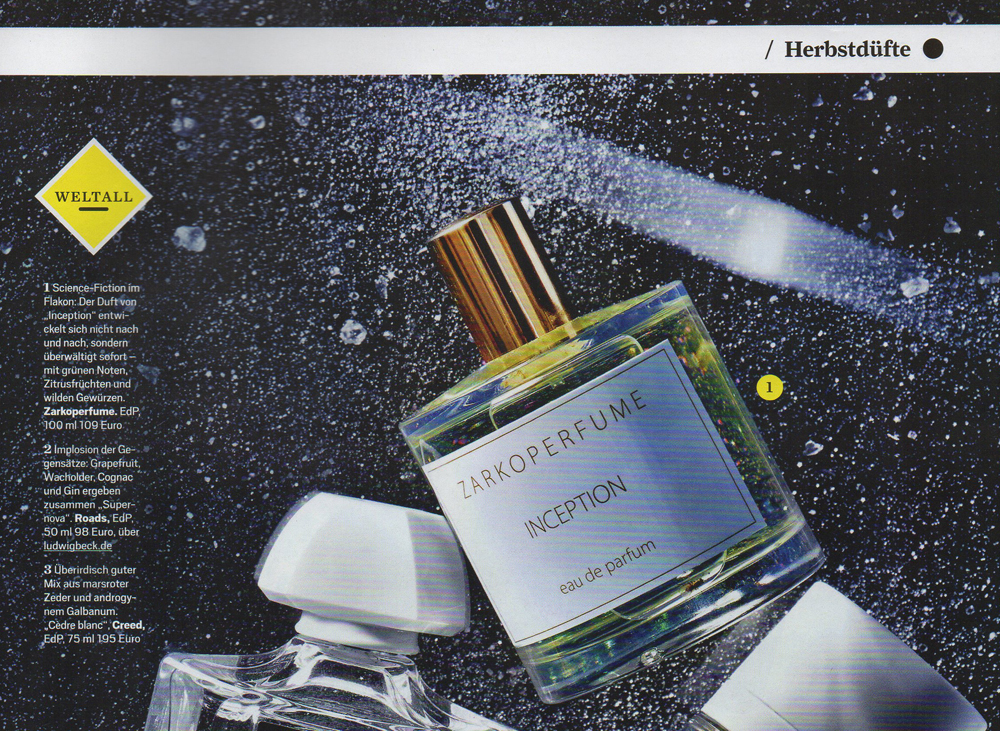 / Herbstdüfte
WELTALL
1 Science-Fiction im
Flakon: Der Duft von
„Inception“ entwi-
ckelt sich nicht nach
und nach, sondern
überwältigt sofort –
mit grünen Noten,
Zitrusfrüchten und
wilden Gewürzen.
Zarkoperfume. EdP,
100 ml 109 Euro
2 Implosion der Ge-
gensätze: Grapefruit,
Wacholder, Cognac
und Gin ergeben
zusammen „Super-
nova“. Roads, EdP,
50 ml 98 Euro, über
ludwigbeck.de
3 Überirdisch guter
Mix aus marsroter
Zeder und androgy-
nem Galbanum.
„Cèdre blanc“, Creed,
EdP, 75 ml 195 Euro
ZARKOPERFUME
INCEPTION
eau de parfum
1